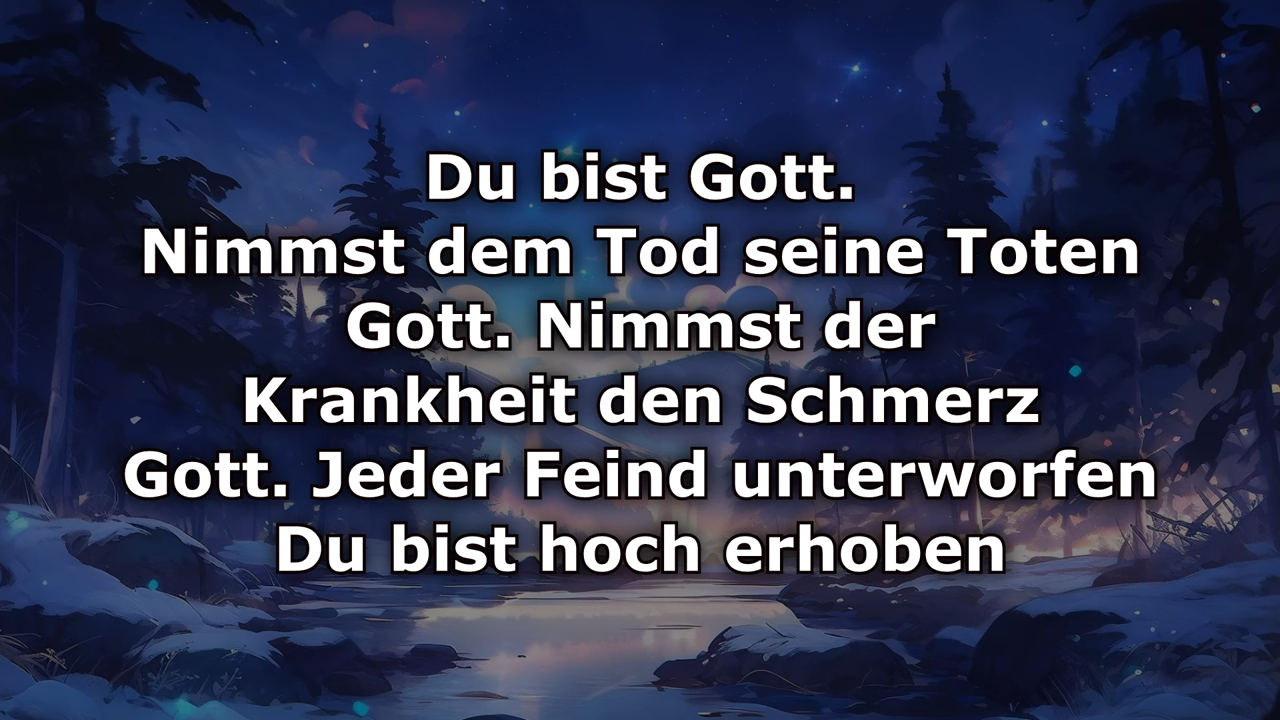 Du bist Gott.
Nimmst dem Tod seine Toten
Gott. Nimmst der
Krankheit den Schmerz
Gott. Jeder Feind unterworfen
Du bist hoch erhoben